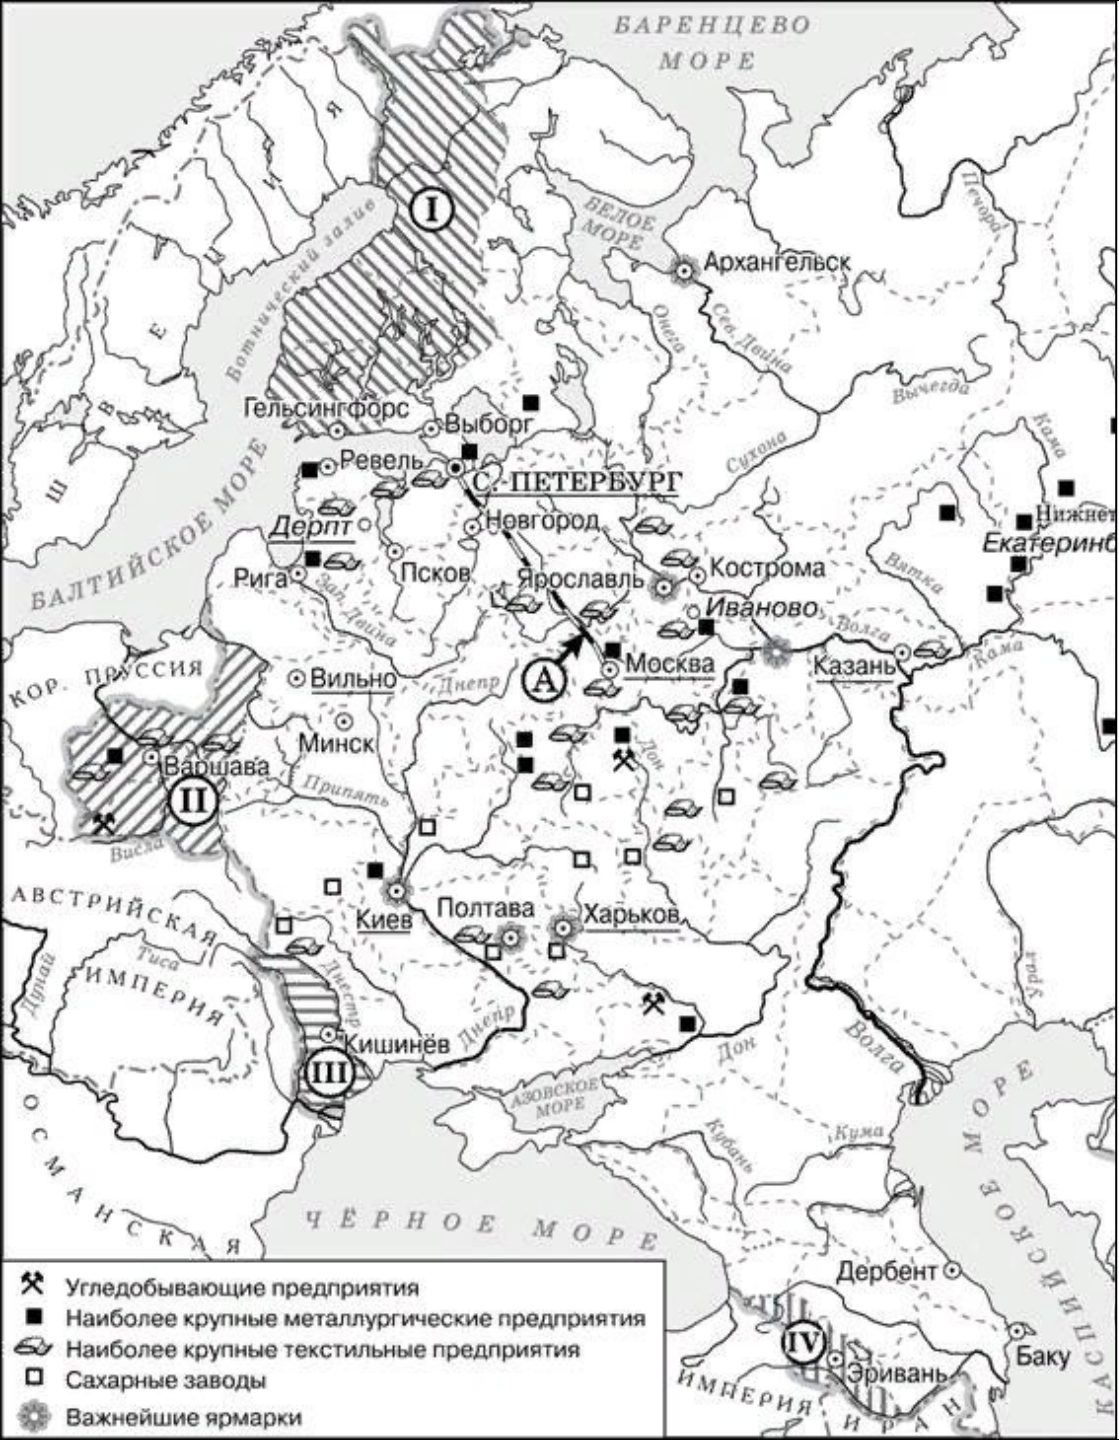 БАРЕНЦЕВО
МОРЕ
ШВЕЦИЯ
I
Ботнический залив
БЕЛОЕ
МОРЕ
Печора
Архангельск
Онега
Сев. Двина
Вычегда
Сухона
Кама
Гельсингфорс
Выборг
Ревель
С.-ПЕТЕРБУРГ
БАЛТИЙСКОЕ МОРЕ
Дерпт
Новгород
Нижнет
Екатеринб
Псков
Рига
Зап. Двина
Ярославль
Кострома
Вятка
Иваново
Волга
КОР. ПРУССИЯ
Вильно
Днепр
А
Москва
Казань
Кама
Минск
Дон
Варшава
II
Припять
Висла
АВСТРИЙСКАЯ
ИМПЕРИЯ
Киев
Полтава
Харьков
Тиса
Дунай
Днестр
Урал
Кишинёв
Днепр
III
Дон
Волга
АЗОВСКОЕ
МОРЕ
Кубань
Кума
ОСМАНСКАЯ
ИМПЕРИЯ
ЧЁРНОЕ МОРЕ
КАСПИЙСКОЕ МОРЕ
Дербент
IV
Баку
Эривань
ИРАН
Угледобывающие предприятия
Наиболее крупные металлургические предприятия
Наиболее крупные текстильные предприятия
Сахарные заводы
Важнейшие ярмарки